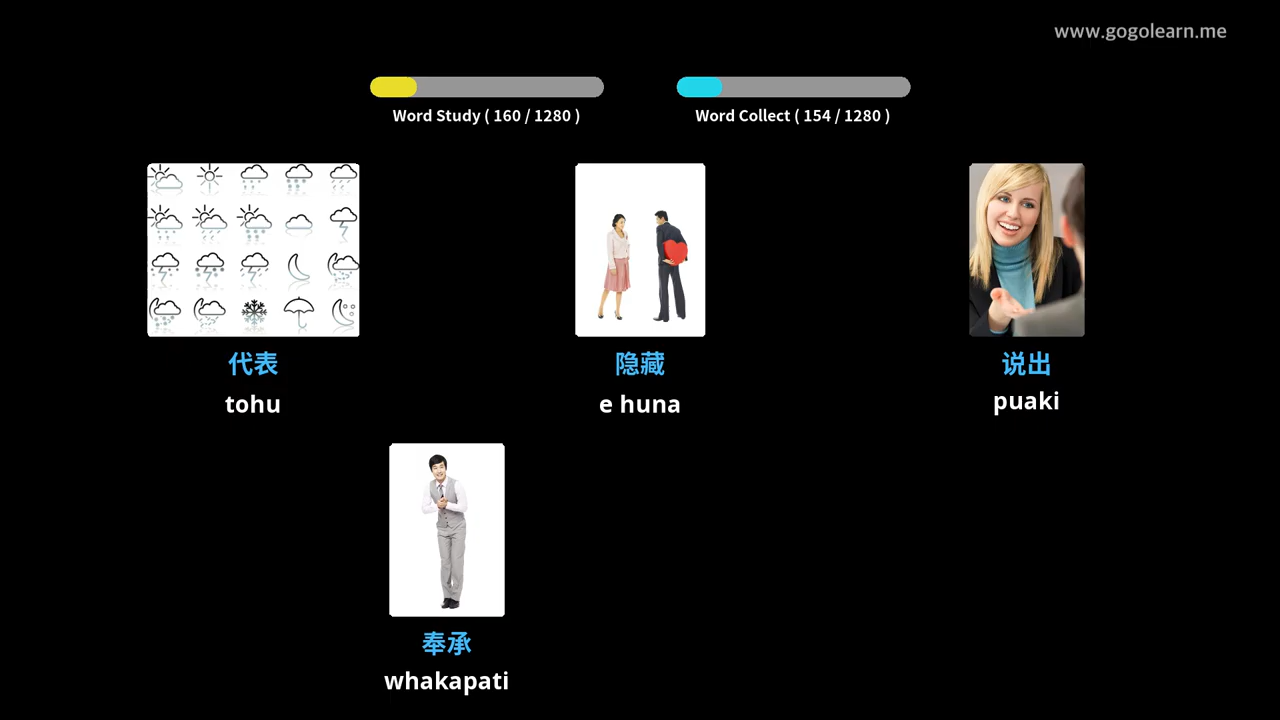 www.gogolearn.me
Word Study ( 160 / 1280 )
Word Collect ( 154 / 1280 )
代表
tohu
隐藏
e huna
说出
puaki
奉承
whakapati